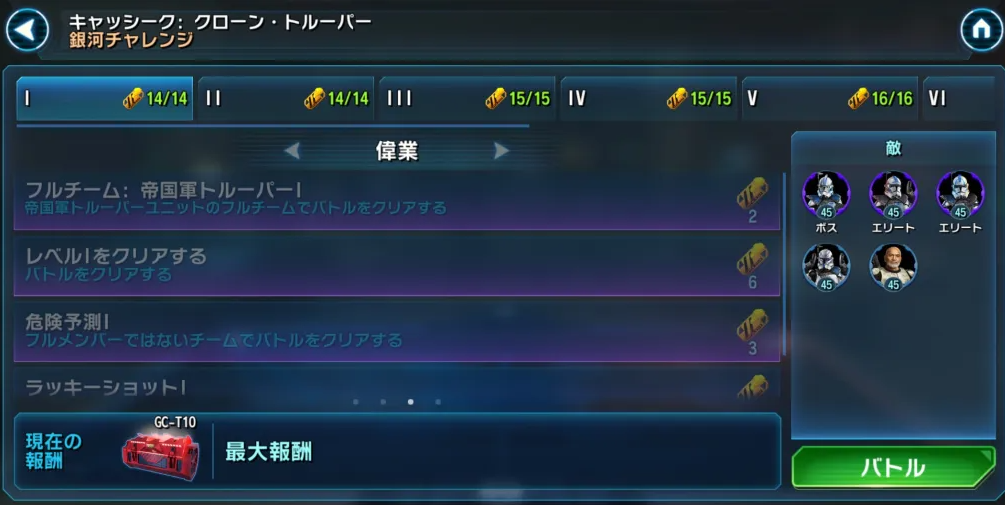 キャッシーク: クローン・トルーパー
銀河チャレンジ
I 14/14 II 14/14 III 15/15 IV 15/15 V 16/16 VI
偉業
敵
フルチーム: 帝国軍トルーパーI
帝国軍トルーパーユニットのフルチームでバトルをクリアする
2
45 45 45
ボス エリート エリート
レベルIをクリアする
バトルをクリアする
6
45 45
危険予測I
フルメンバーではないチームでバトルをクリアする
3
ラッキーショットI
現在の
報酬
GC-T10
最大報酬
バトル